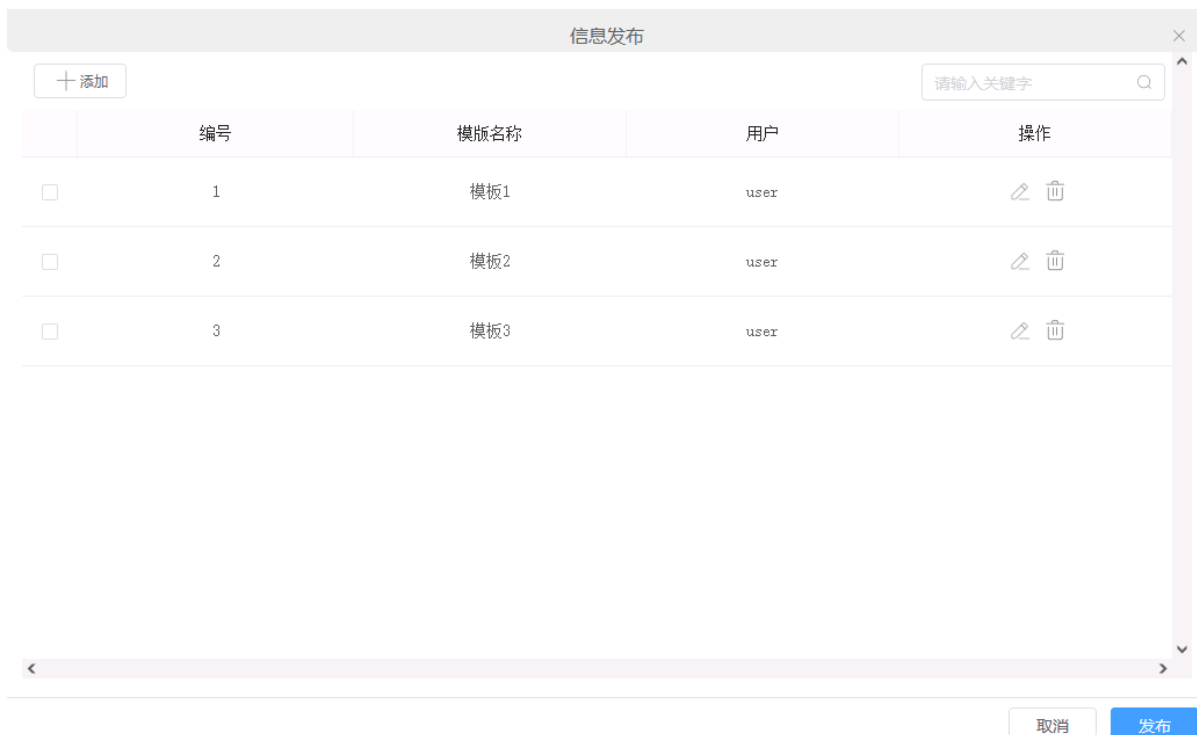 信息发布
添加
请输入关键字
编号 模版名称 用户 操作
1 模板1 user
2 模板2 user
3 模板3 user
取消 发布